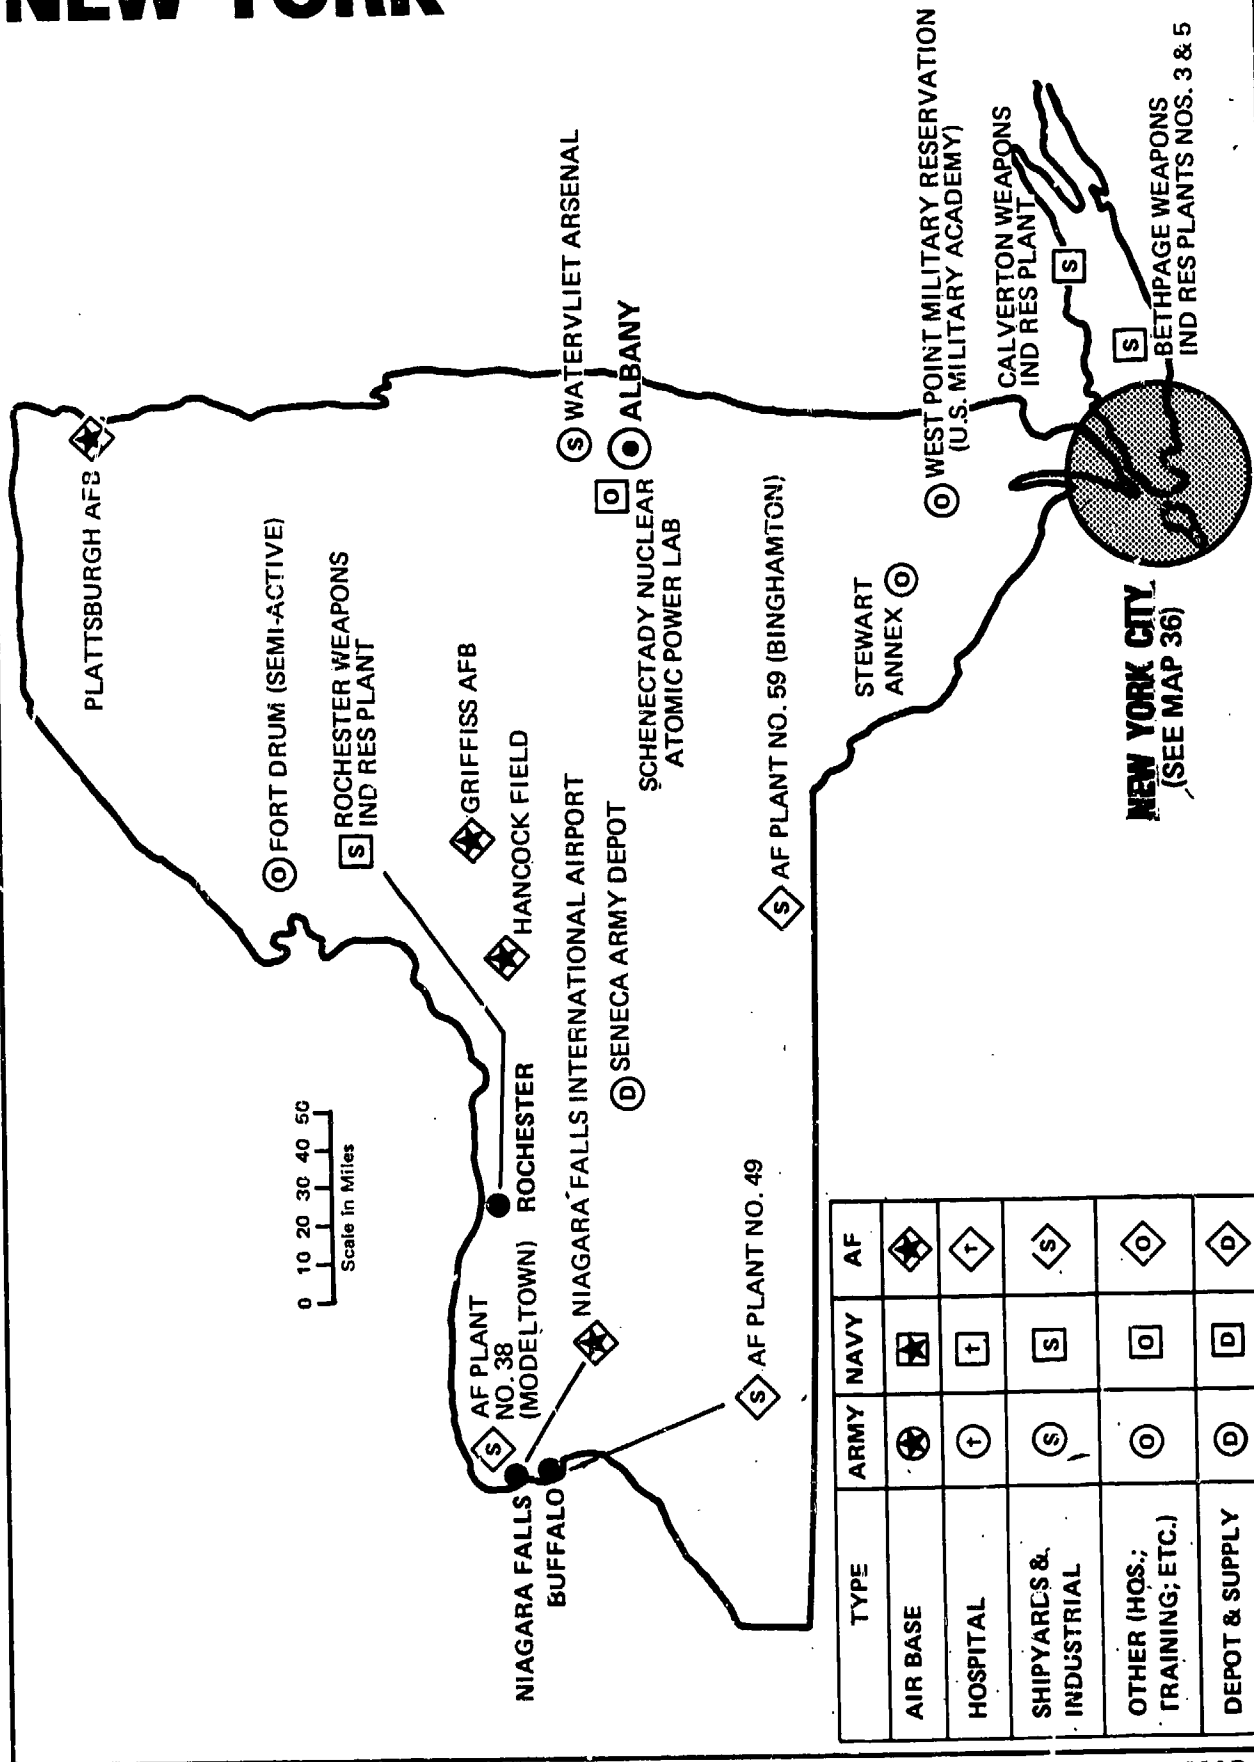 NEW YORK
PLATTSBURGH AFB
FORT DRUM (SEMI-ACTIVE)
O
ROCHESTER WEAPONS
IND RES PLANT
S
GRIFFISS AFB
HANCOCK FIELD
S WATERVLIET ARSENAL
ALBANY
O
SCHENECTADY NUCLEAR
ATOMIC POWER LAB
0 10 20 30 40 50
Scale in Miles
ROCHESTER
AF PLANT
NO. 38
(MODELTOWN)
S
NIAGARA FALLS INTERNATIONAL AIRPORT
D SENECA ARMY DEPOT
NIAGARA FALLS
BUFFALO
S AF PLANT NO. 49
S AF PLANT NO. 59 (BINGHAMTON)
STEWART
ANNEX O
O WEST POINT MILITARY RESERVATION
(U.S. MILITARY ACADEMY)
CALVERTON WEAPONS
IND RES PLANT
S
S
BETHPAGE WEAPONS
IND RES PLANTS NOS. 3 & 5
NEW YORK CITY
(SEE MAP 36)
TYPE ARMY NAVY AF
AIR BASE
HOSPITAL † † †
SHIPYARDS & INDUSTRIAL S S S
OTHER (HQS.; TRAINING; ETC.) O O O
DEPOT & SUPPLY D D D